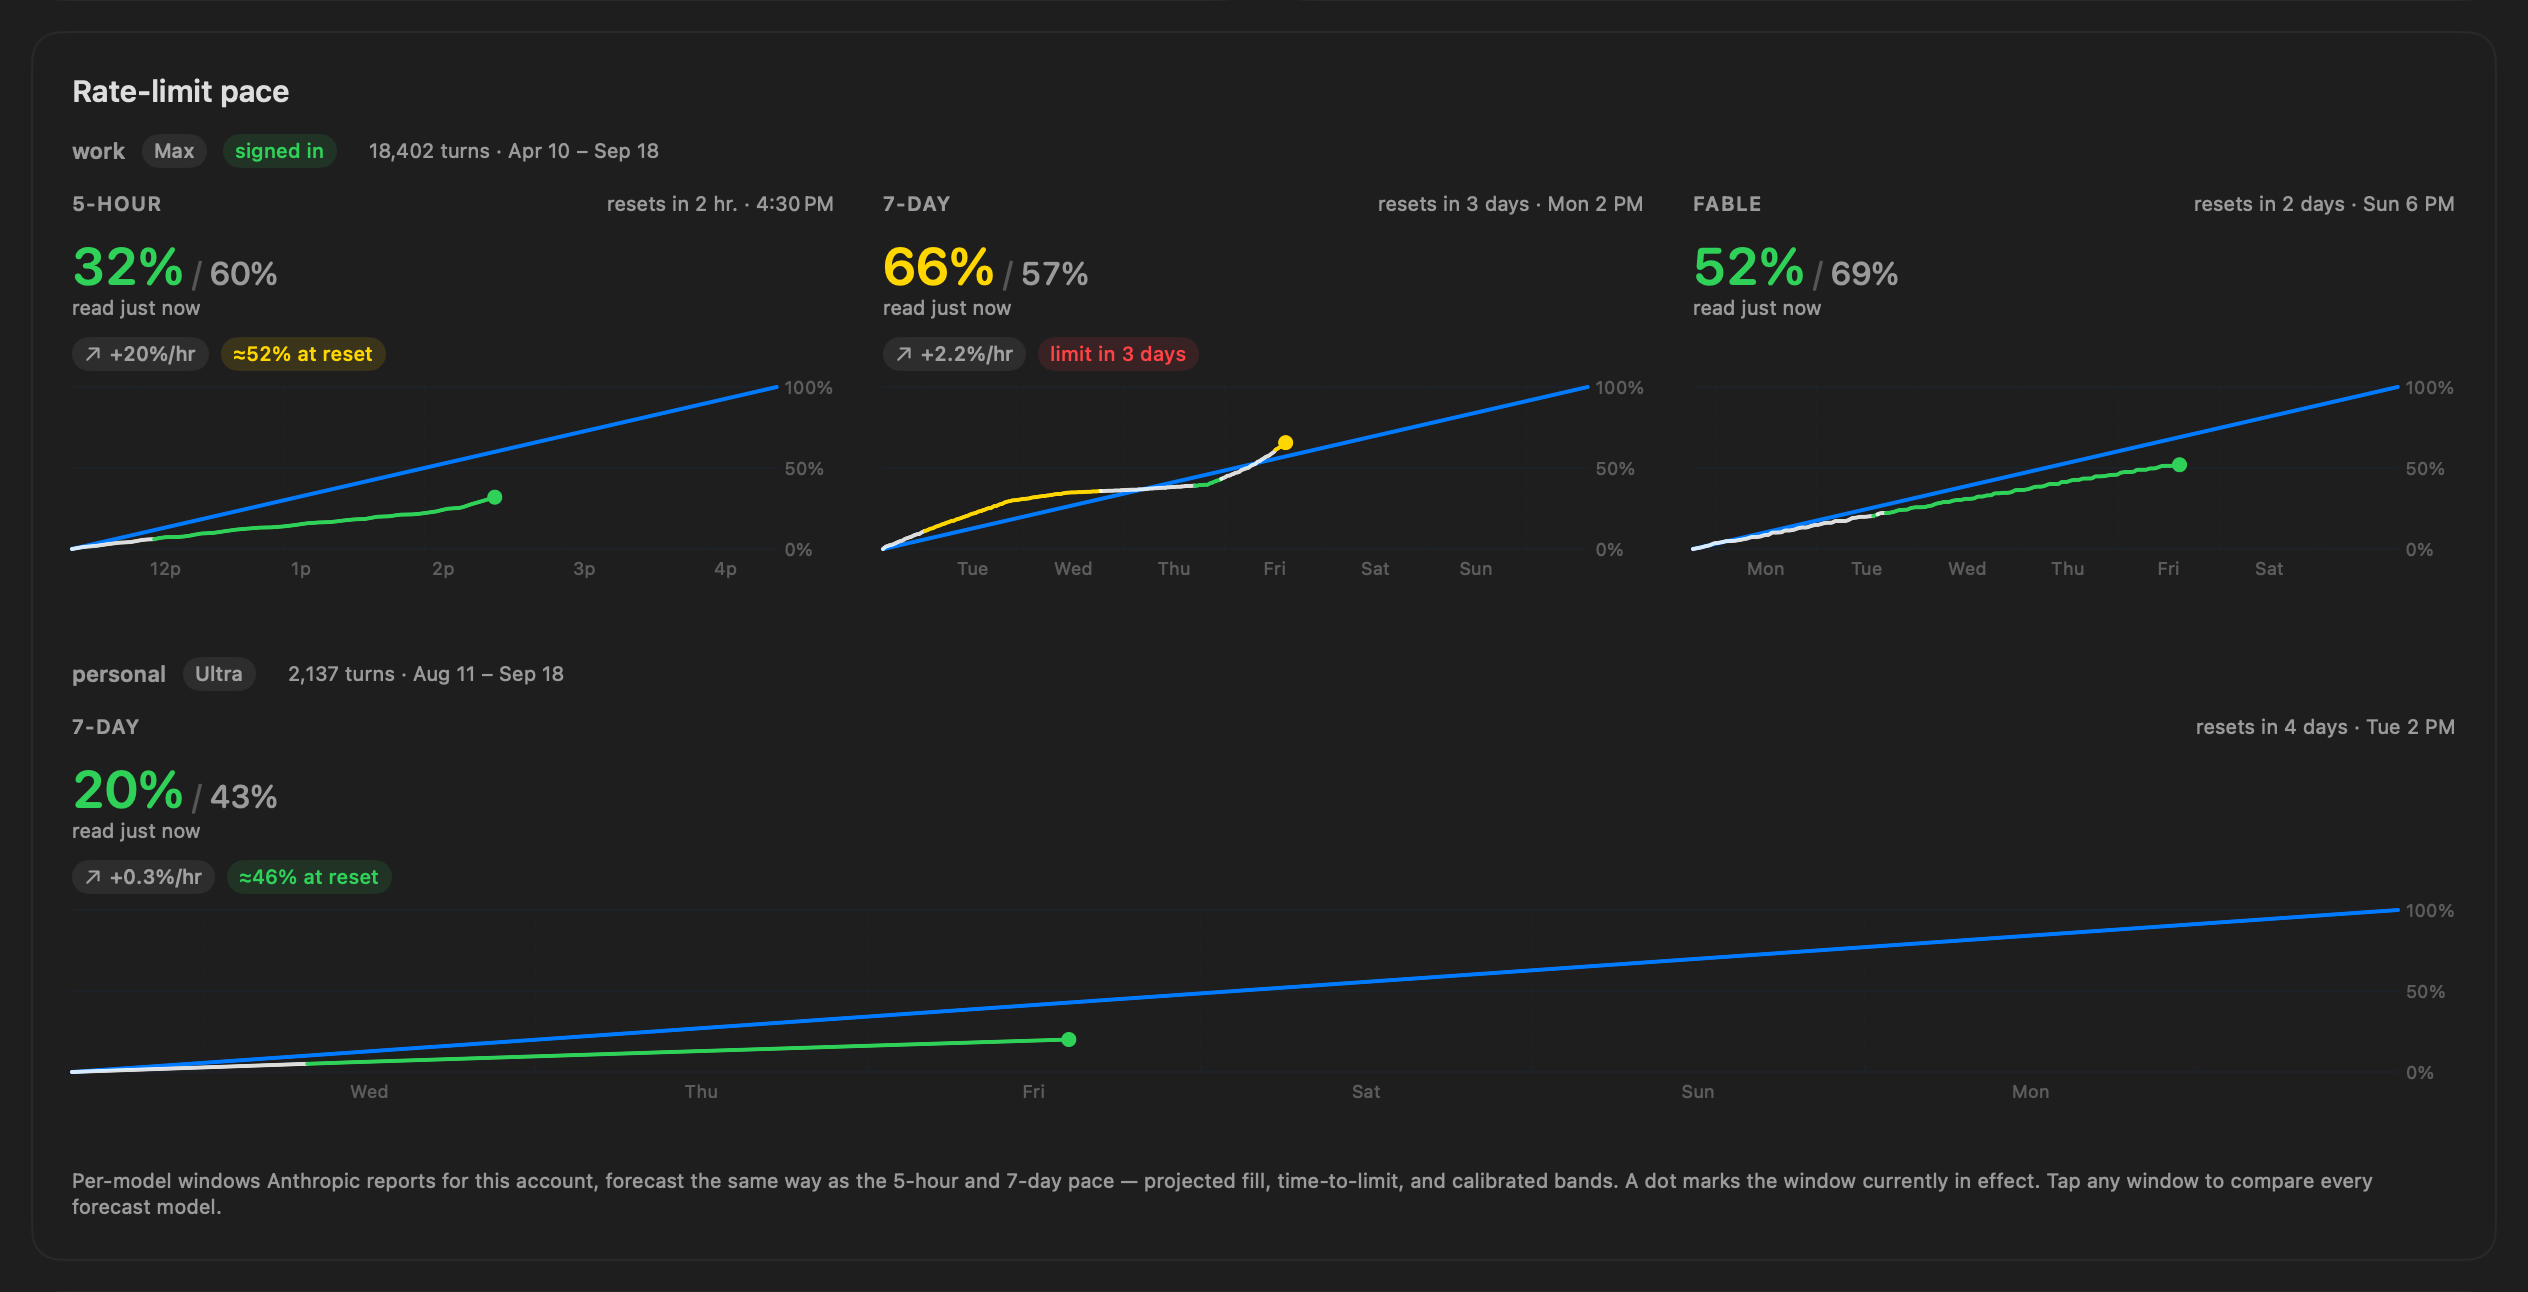 Rate-limit pace
work Max signed in 18,402 turns · Apr 10 – Sep 18
5-HOUR resets in 2 hr. · 4:30 PM
32% / 60%
read just now
↗ +20%/hr ≈52% at reset
100%
50%
0%
12p 1p 2p 3p 4p
7-DAY resets in 3 days · Mon 2 PM
66% / 57%
read just now
↗ +2.2%/hr limit in 3 days
100%
50%
0%
Tue Wed Thu Fri Sat Sun
FABLE resets in 2 days · Sun 6 PM
52% / 69%
read just now
100%
50%
0%
Mon Tue Wed Thu Fri Sat
personal Ultra 2,137 turns · Aug 11 – Sep 18
7-DAY resets in 4 days · Tue 2 PM
20% / 43%
read just now
↗ +0.3%/hr ≈46% at reset
100%
50%
0%
Wed Thu Fri Sat Sun Mon
Per-model windows Anthropic reports for this account, forecast the same way as the 5-hour and 7-day pace — projected fill, time-to-limit, and calibrated bands. A dot marks the window currently in effect. Tap any window to compare every
forecast model.